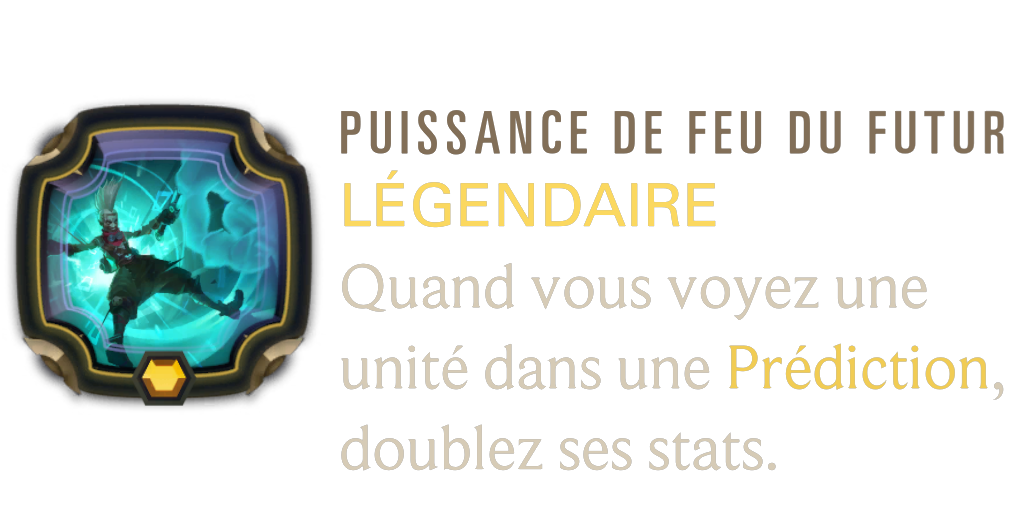 PUISSANCE DE FEU DU FUTUR
LÉGENDAIRE
Quand vous voyez une
unité dans une Prédiction,
doublez ses stats.